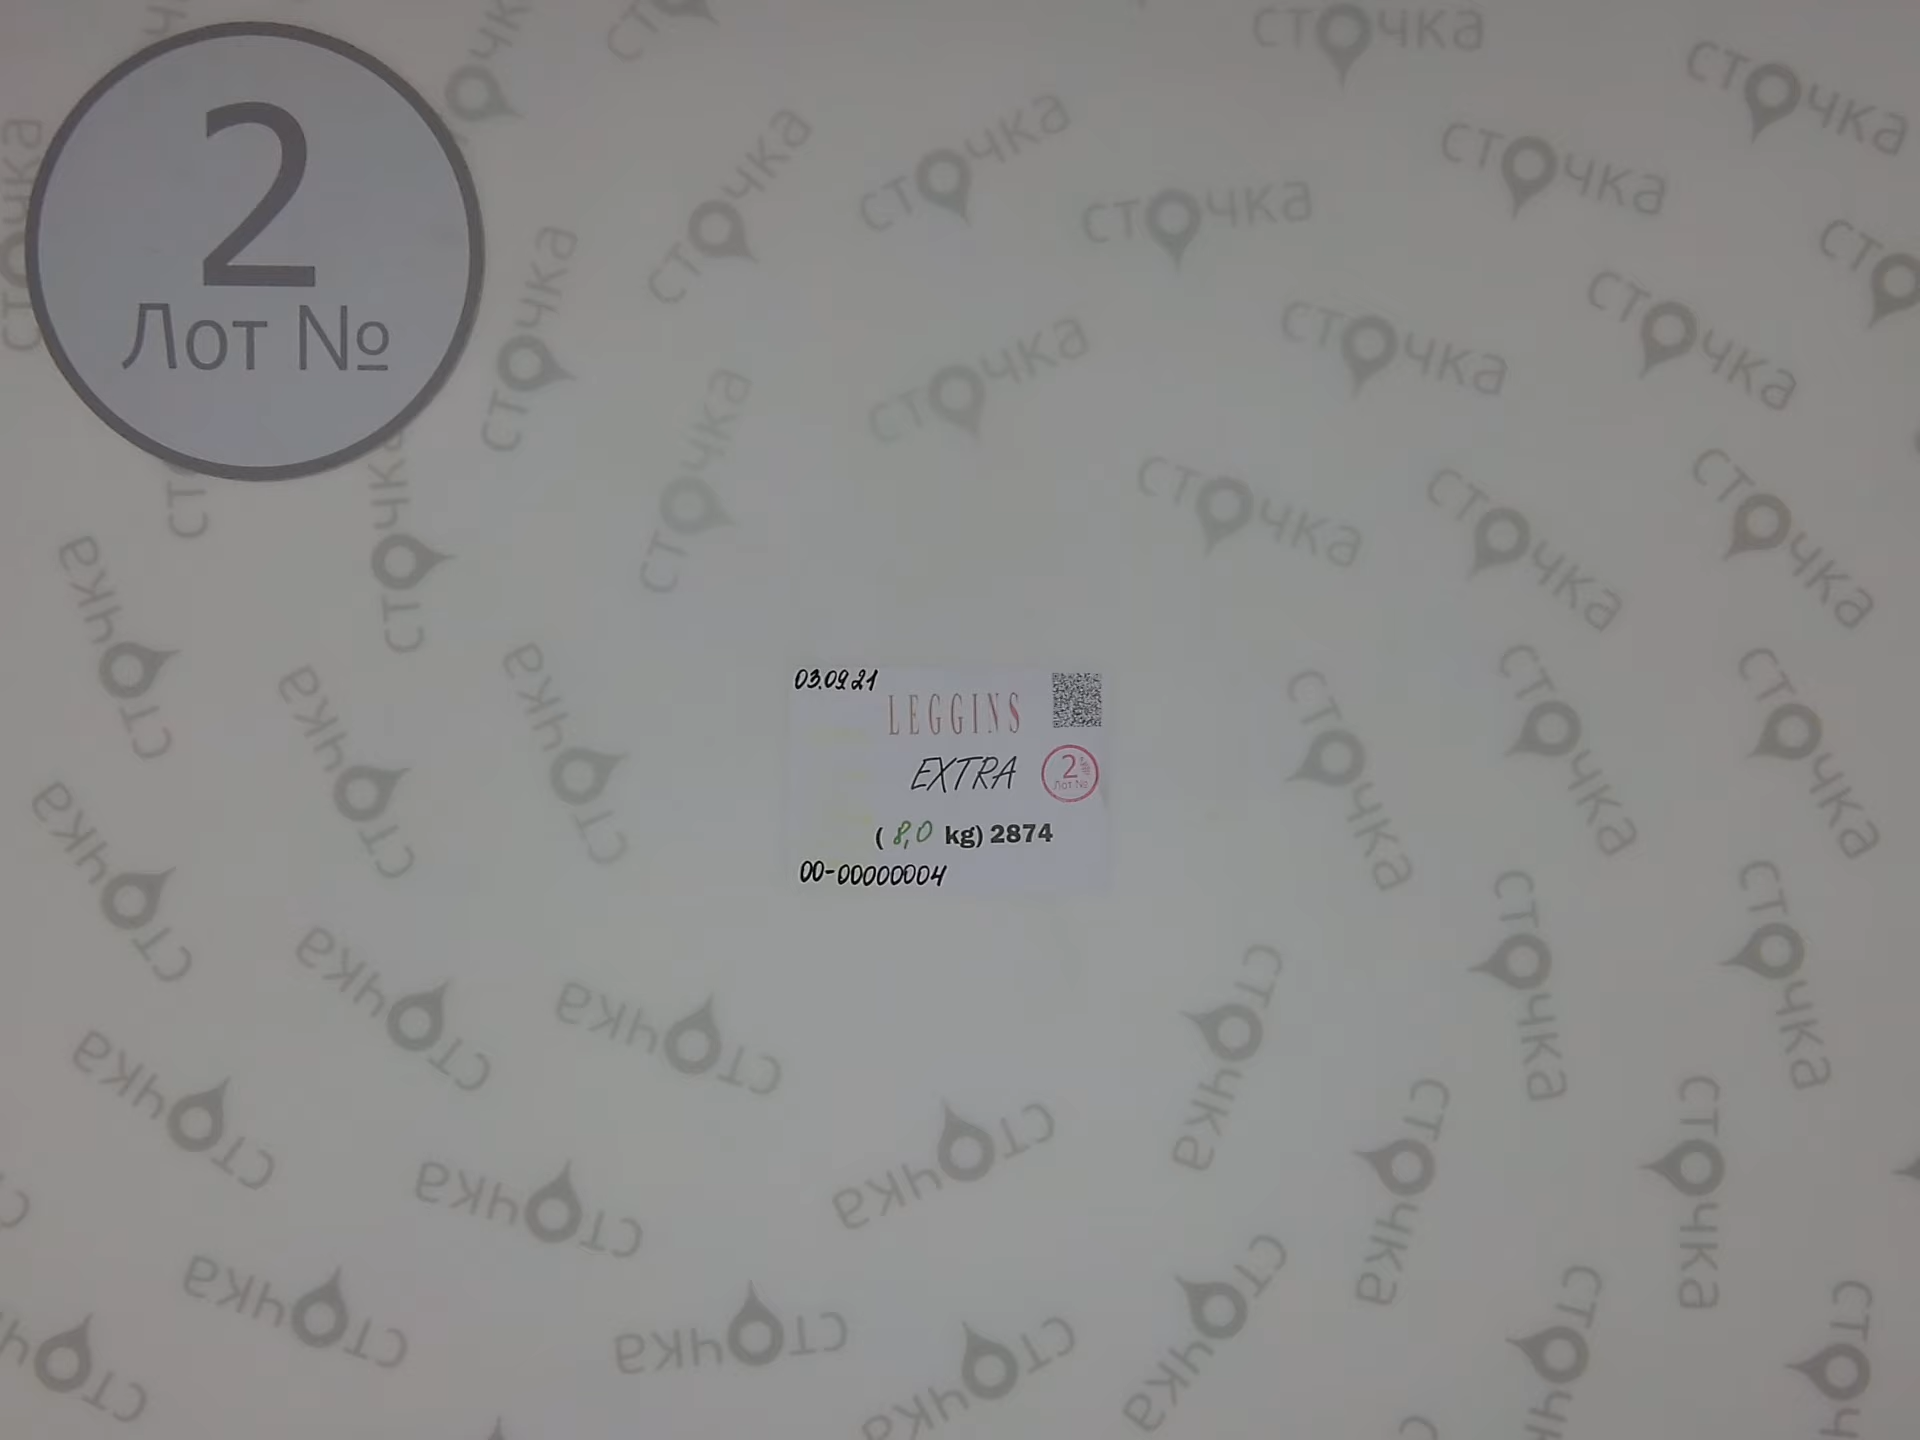 2
Лот №
03.09.21
LEGGINS
EXTRA
2
Лот №
( 8,0 kg) 2874
00-00000004
сточка